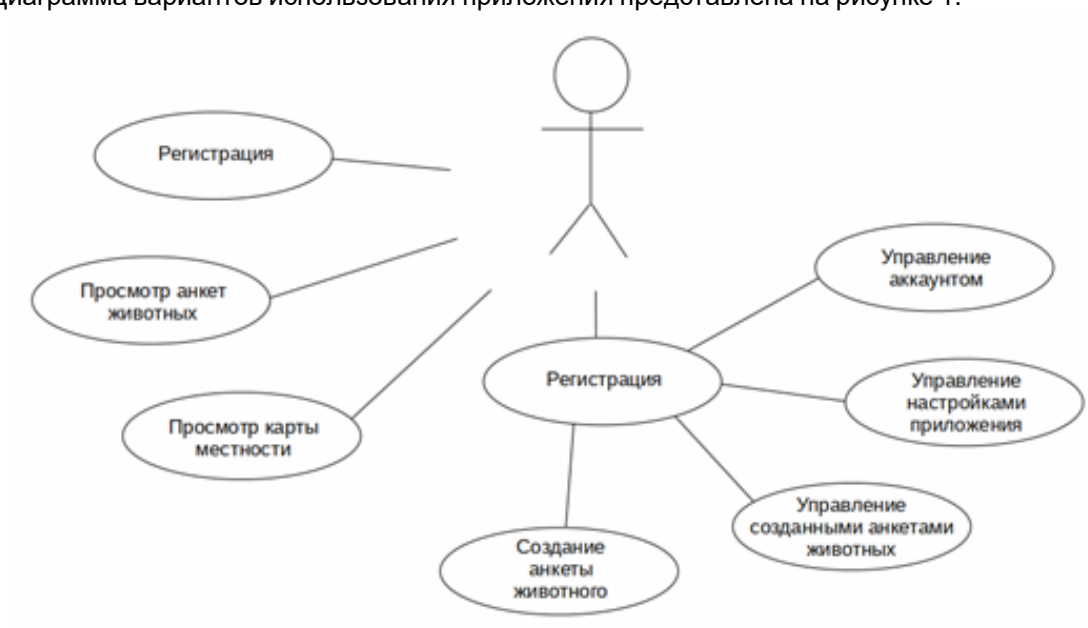 диаграмма вариантов использования приложения представлена на рисунке 1.
Регистрация
Просмотр анкет
животных
Просмотр карты
местности
Регистрация
Управление
аккаунтом
Управление
настройками
приложения
Управление
созданными анкетами
животных
Создание
анкеты
животного